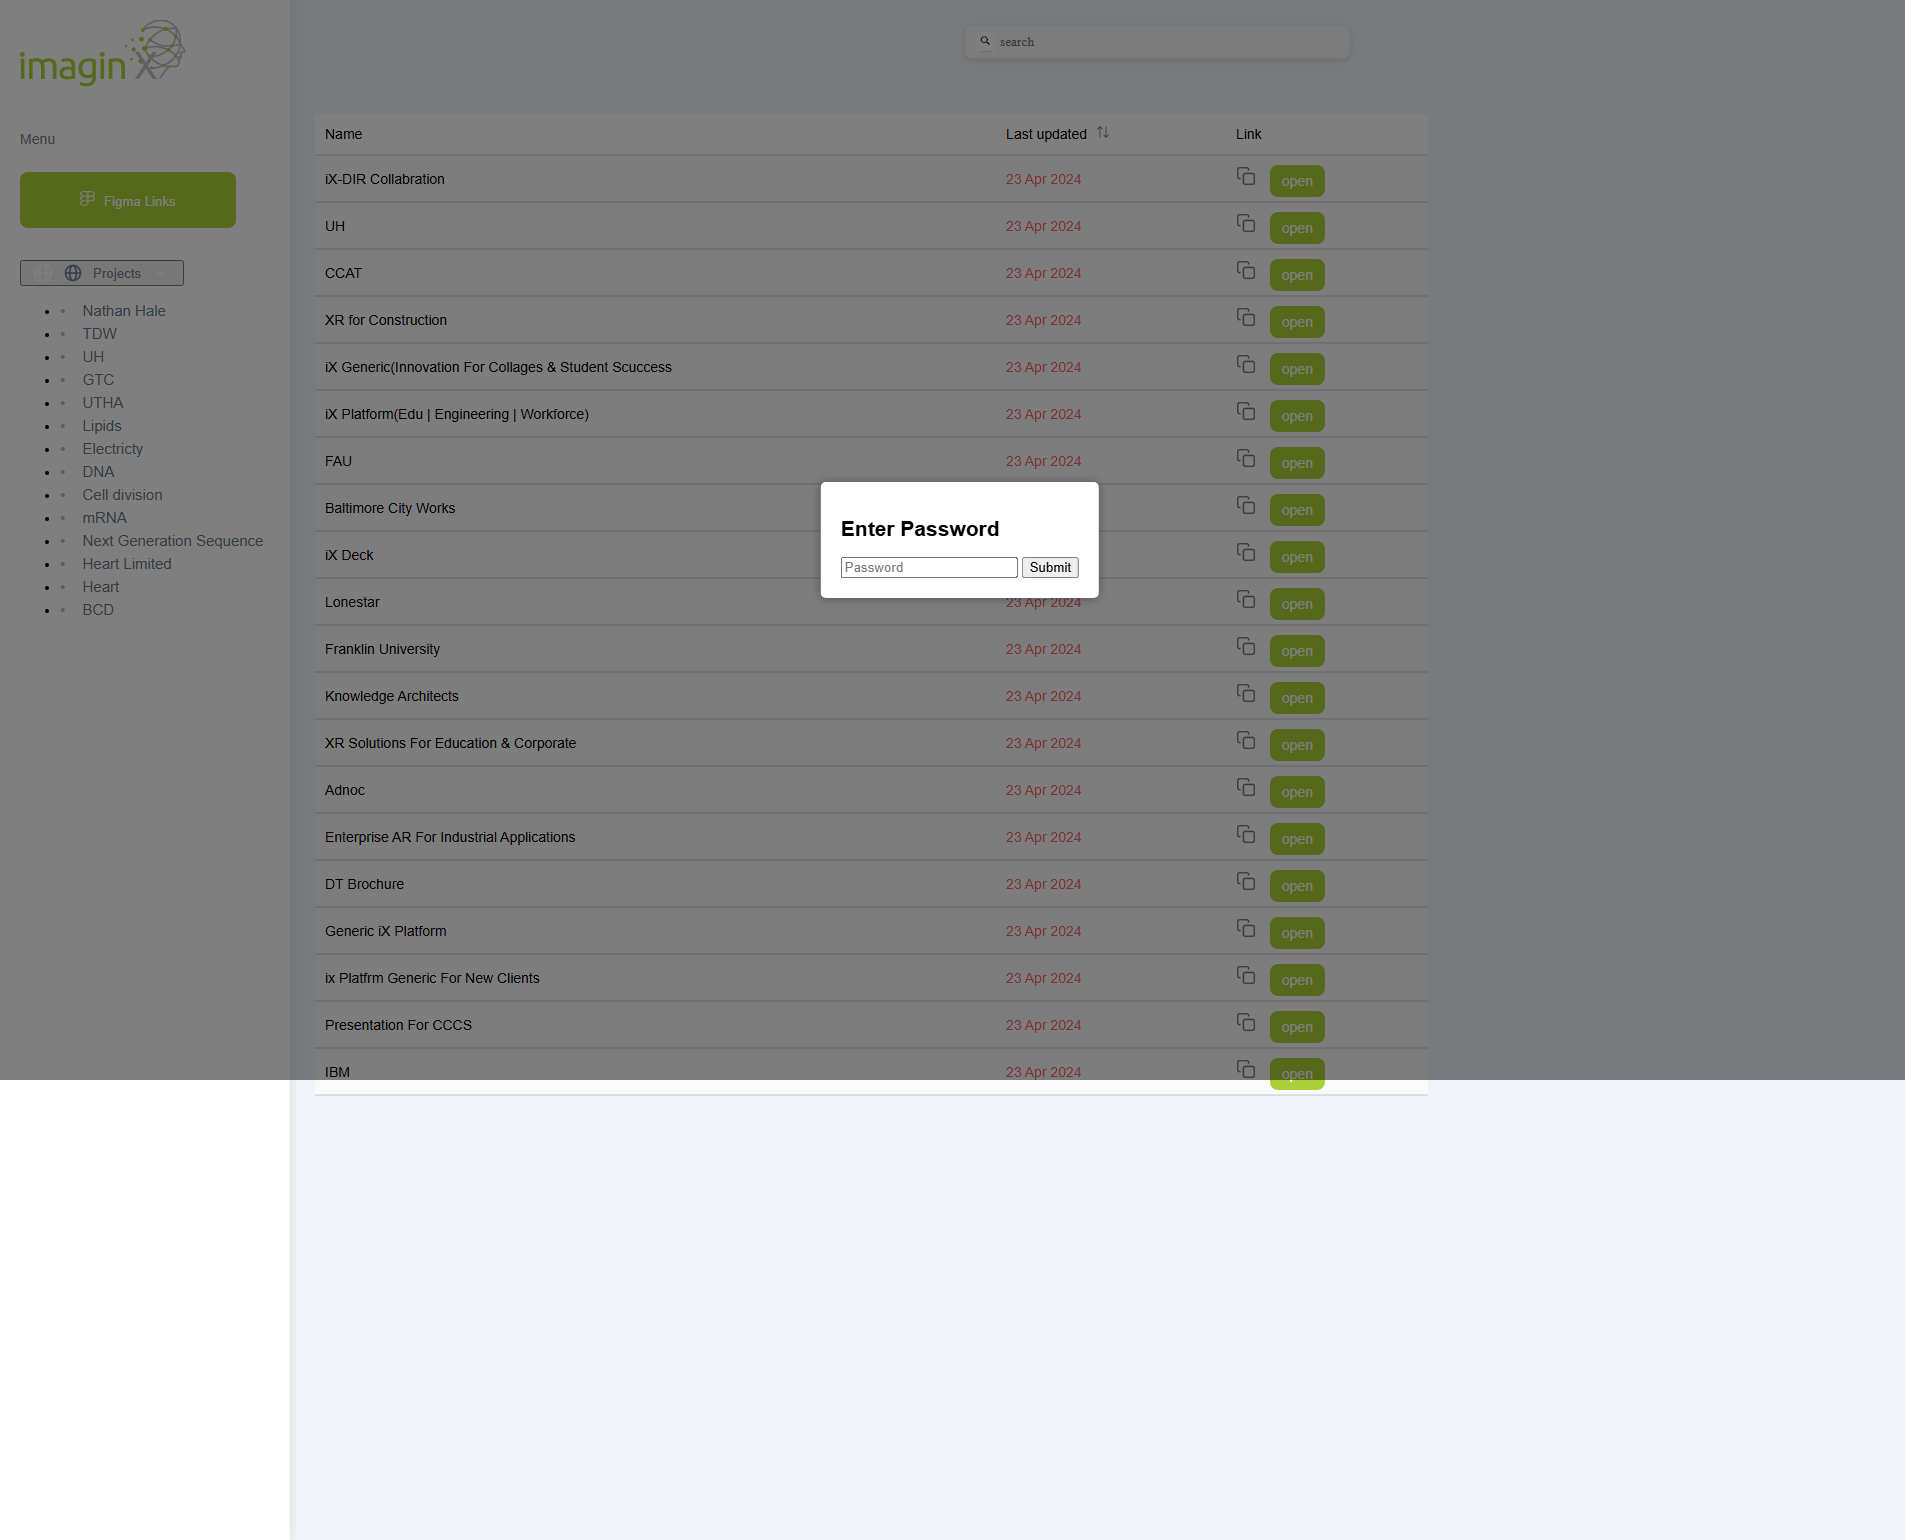 imaginX
search
Menu
Figma Links
Projects
Nathan Hale
TDW
UH
GTC
UTHA
Lipids
Electricty
DNA
Cell division
mRNA
Next Generation Sequence
Heart Limited
Heart
BCD
Name Last updated Link
iX-DIR Collabration 23 Apr 2024 open
UH 23 Apr 2024 open
CCAT 23 Apr 2024 open
XR for Construction 23 Apr 2024 open
iX Generic(Innovation For Collages & Student Scuccess 23 Apr 2024 open
iX Platform(Edu | Engineering | Workforce) 23 Apr 2024 open
FAU 23 Apr 2024 open
Baltimore City Works open
iX Deck open
Lonestar 23 Apr 2024 open
Franklin University 23 Apr 2024 open
Knowledge Architects 23 Apr 2024 open
XR Solutions For Education & Corporate 23 Apr 2024 open
Adnoc 23 Apr 2024 open
Enterprise AR For Industrial Applications 23 Apr 2024 open
DT Brochure 23 Apr 2024 open
Generic iX Platform 23 Apr 2024 open
ix Platfrm Generic For New Clients 23 Apr 2024 open
Presentation For CCCS 23 Apr 2024 open
IBM 23 Apr 2024 open
Enter Password
Password Submit